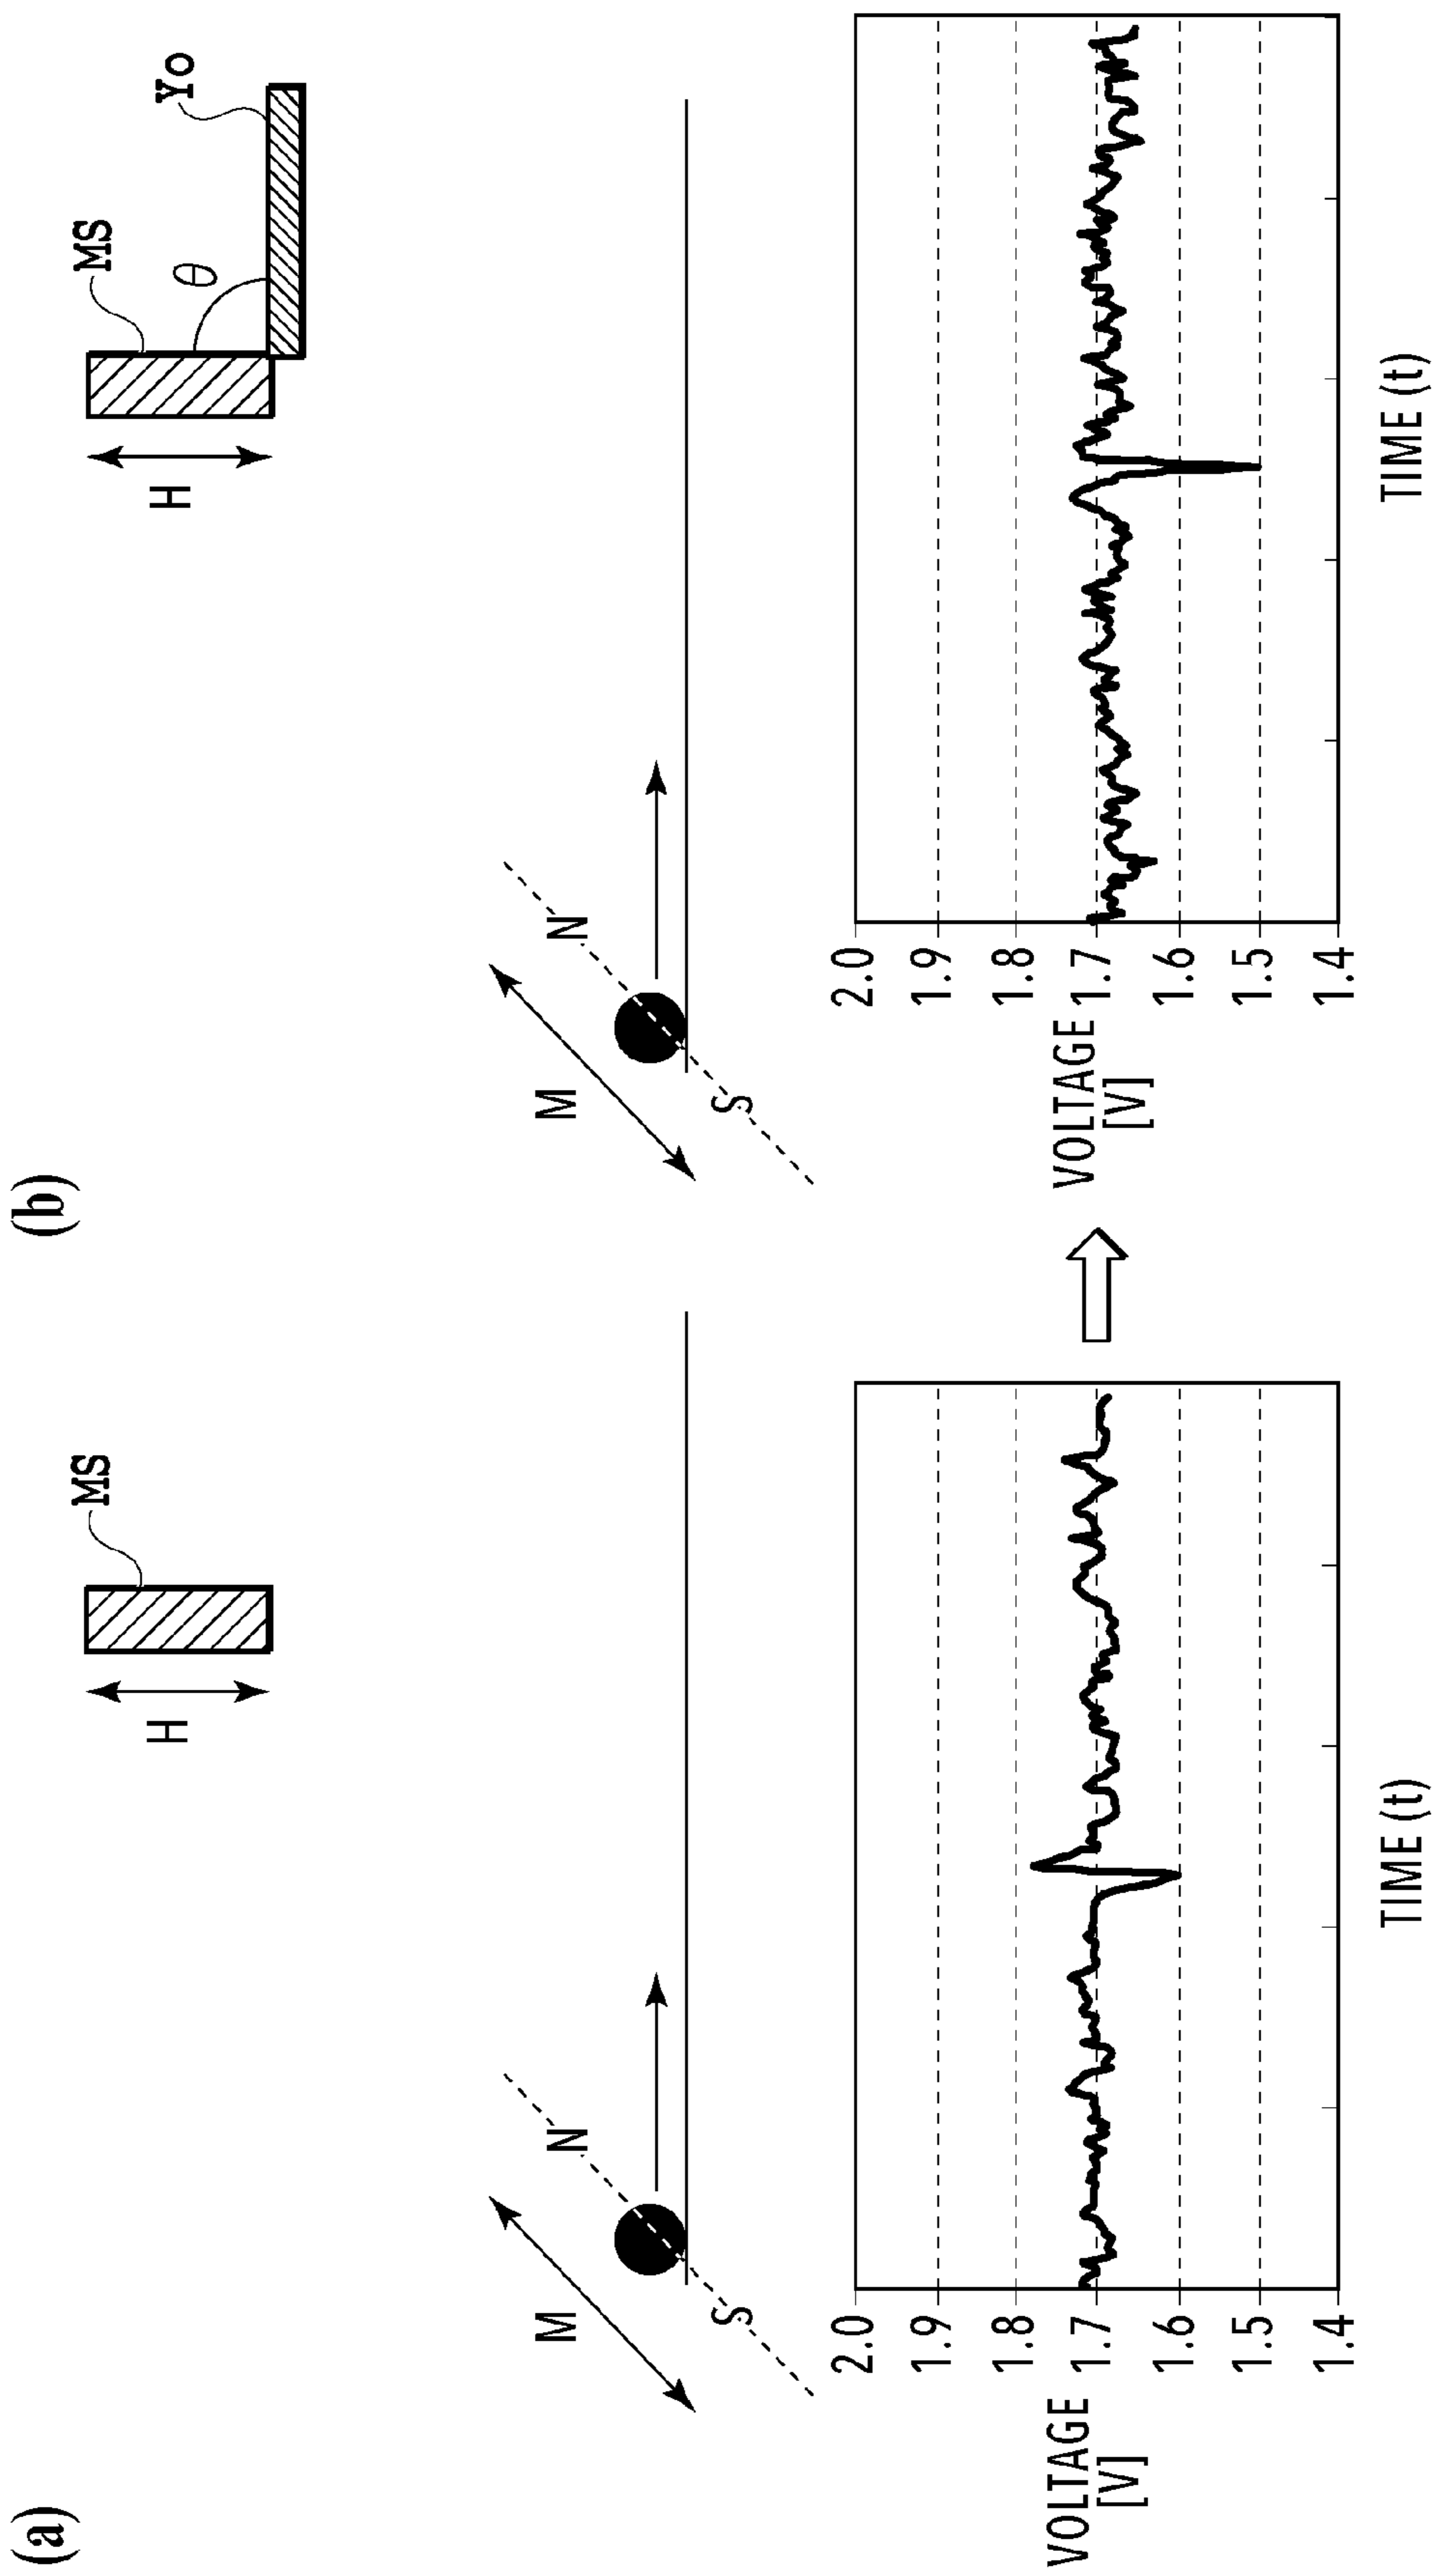 (a)
MS
H
M
N
S
VOLTAGE
[V]
2.0
1.9
1.8
1.7
1.6
1.5
1.4
TIME (t)
(b)
MS
Yo
θ
H
M
N
S
VOLTAGE
[V]
2.0
1.9
1.8
1.7
1.6
1.5
1.4
TIME (t)